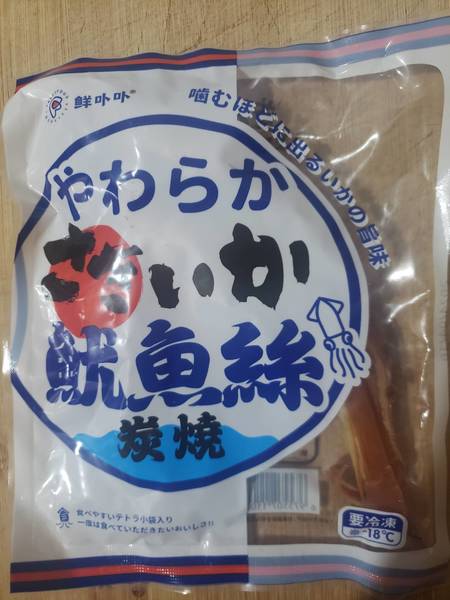 鲜卟卟®
噛むほどに出るいかの旨味
やわらか
さきいか
魷魚絲
炭焼
食べやすいテトラ小袋入り
一度は食べていただきたいおいしさ!!
要冷凍
-18℃